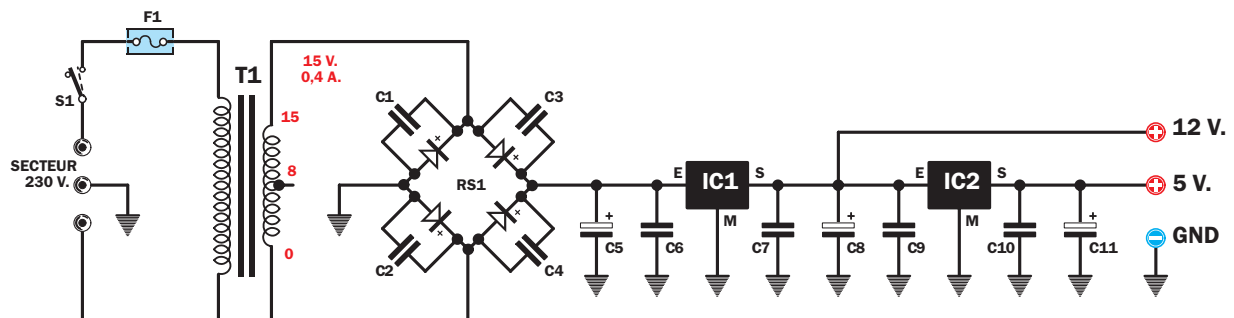 F1
S1
SECTEUR
230 V.
T1
15 V.
0,4 A.
15
8
0
C1
C3
RS1
C2
C4
E
IC1
S
M
C5
C6
C7
C8
C9
E
IC2
S
M
C10
C11
12 V.
5 V.
GND